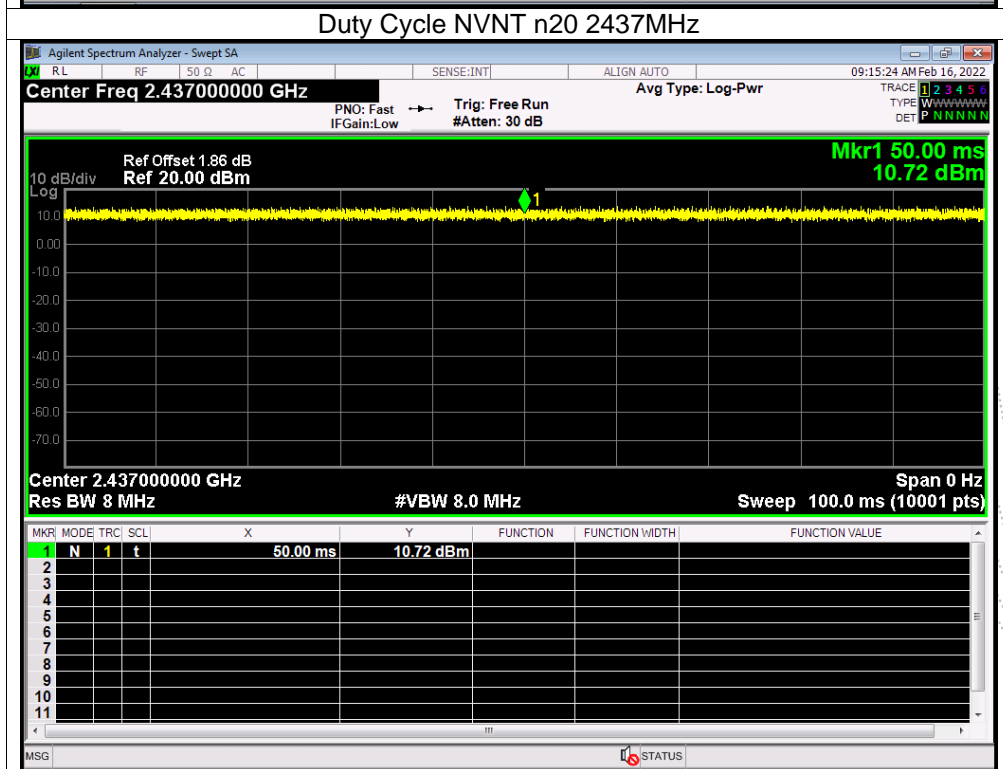 Duty Cycle NVNT n20 2437MHz
Agilent Spectrum Analyzer - Swept SA
LXI RL RF 50 Ω AC SENSE:INT ALIGN AUTO 09:15:24 AM Feb 16, 2022
Center Freq 2.437000000 GHz Avg Type: Log-Pwr TRACE 1 2 3 4 5 6
PNO: Fast Trig: Free Run TYPE WWWWWW
IFGain:Low #Atten: 30 dB DET P N N N N N
Ref Offset 1.86 dB Mkr1 50.00 ms
10 dB/div Ref 20.00 dBm 10.72 dBm
Log
1
10.0
0.00
-10.0
-20.0
-30.0
-40.0
-50.0
-60.0
-70.0
Center 2.437000000 GHz Span 0 Hz
Res BW 8 MHz #VBW 8.0 MHz Sweep 100.0 ms (10001 pts)
MKR MODE TRC SCL X Y FUNCTION FUNCTION WIDTH FUNCTION VALUE
1 N 1 t 50.00 ms 10.72 dBm
2
3
4
5
6
7
8
9
10
11
MSG STATUS